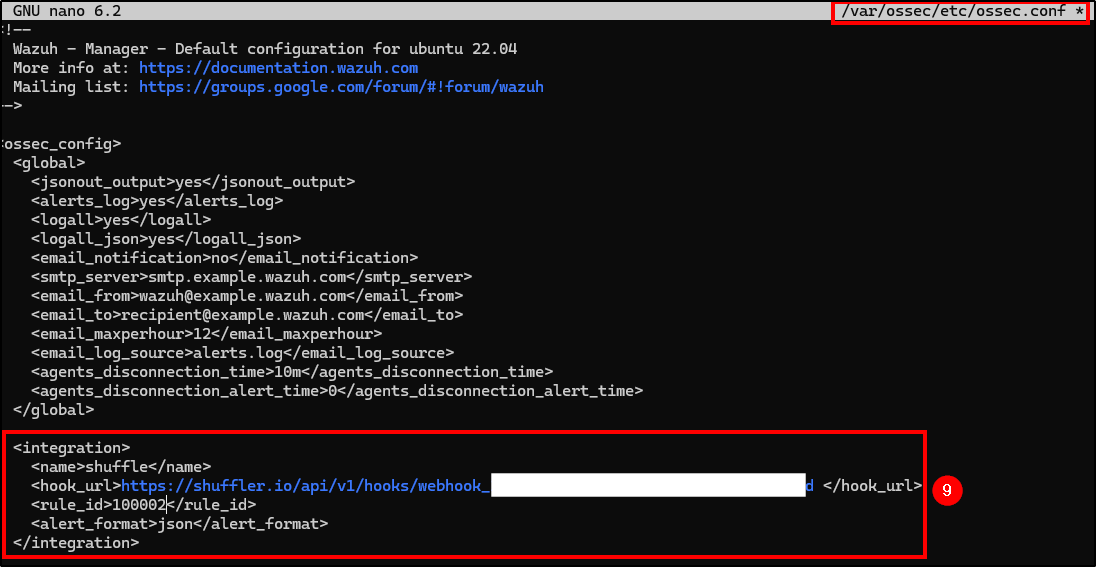 GNU nano 6.2 /var/ossec/etc/ossec.conf *
<!--
Wazuh - Manager - Default configuration for ubuntu 22.04
More info at: https://documentation.wazuh.com
Mailing list: https://groups.google.com/forum/#!forum/wazuh
-->
<ossec_config>
<global>
<jsonout_output>yes</jsonout_output>
<alerts_log>yes</alerts_log>
<logall>yes</logall>
<logall_json>yes</logall_json>
<email_notification>no</email_notification>
<smtp_server>smtp.example.wazuh.com</smtp_server>
<email_from>wazuh@example.wazuh.com</email_from>
<email_to>recipient@example.wazuh.com</email_to>
<email_maxperhour>12</email_maxperhour>
<email_log_source>alerts.log</email_log_source>
<agents_disconnection_time>10m</agents_disconnection_time>
<agents_disconnection_alert_time>0</agents_disconnection_alert_time>
</global>
<integration>
<name>shuffle</name>
<hook_url>https://shuffler.io/api/v1/hooks/webhook_ d </hook_url>
<rule_id>100002</rule_id>
<alert_format>json</alert_format>
</integration>
9